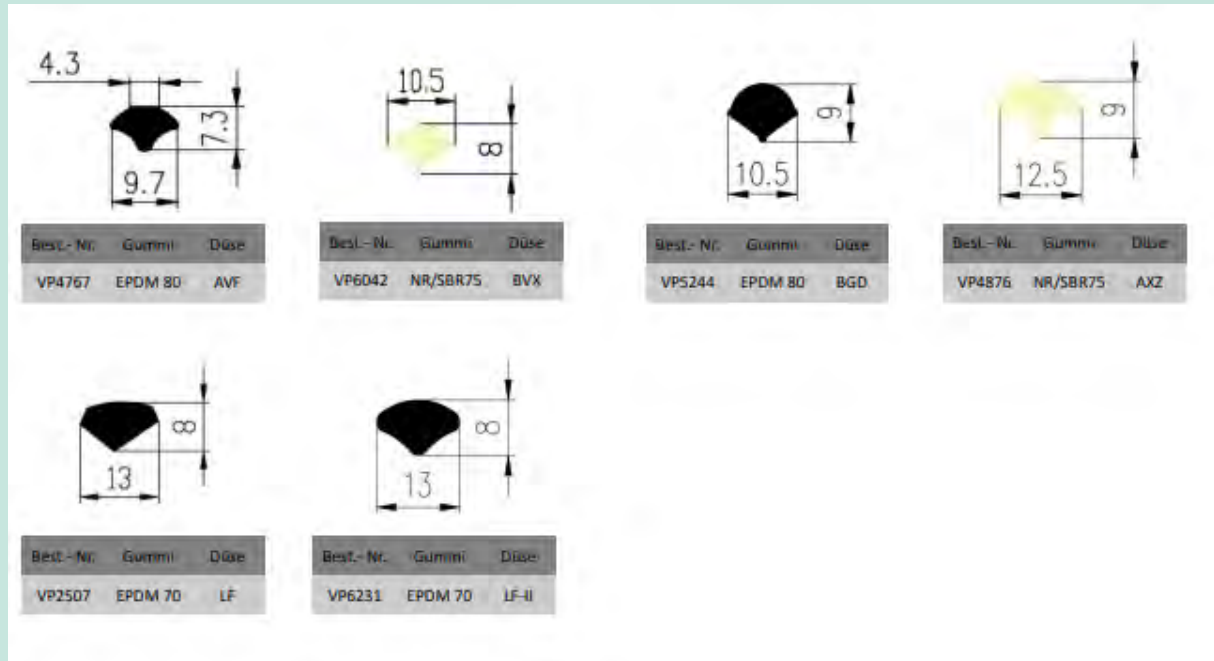 4.3
7.3
9.7
Best.- Nr. Gummi Düse
VP4767 EPDM 80 AVF
10.5
8
Best.- Nr. Gummi Düse
VP6042 NR/SBR75 BVX
9
10.5
Best.- Nr. Gummi Düse
VP5244 EPDM 80 BGD
9
12.5
Best.- Nr. Gummi Düse
VP4876 NR/SBR75 AXZ
8
13
Best.- Nr. Gummi Düse
VP2507 EPDM 70 LF
8
13
Best.- Nr. Gummi Düse
VP6231 EPDM 70 LF-II